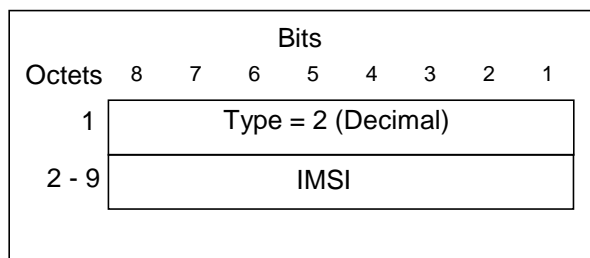 Bits
Octets 8 7 6 5 4 3 2 1
1 Type = 2 (Decimal)
2 - 9 IMSI